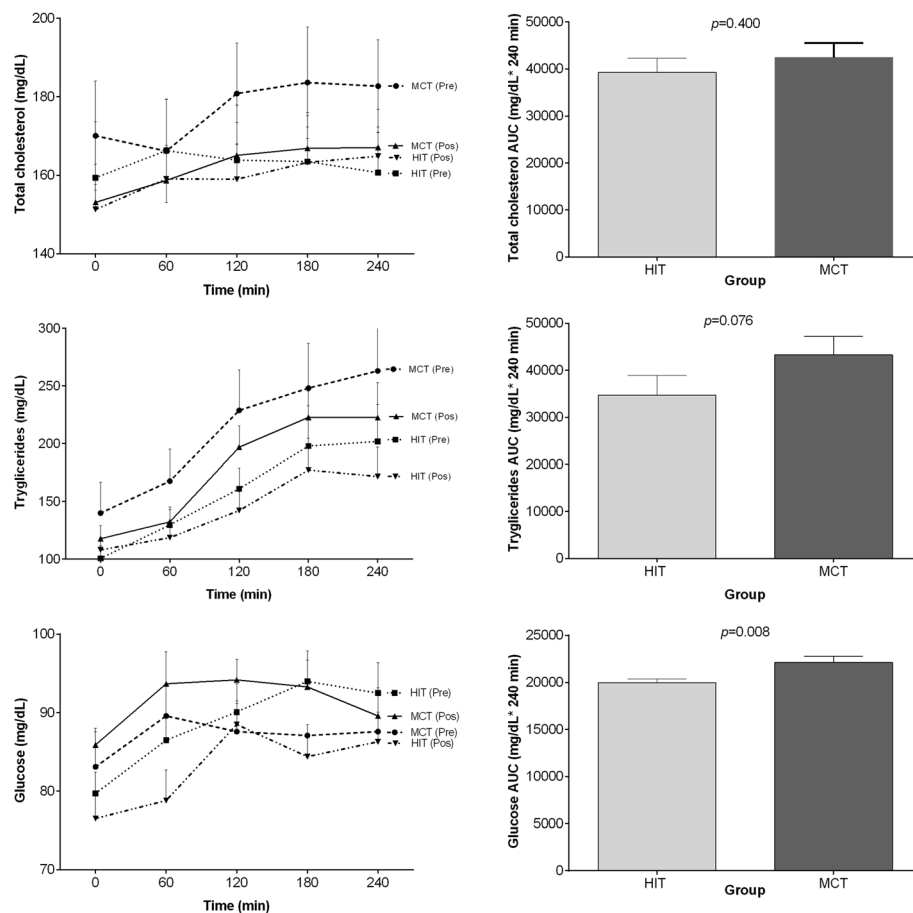 Total cholesterol (mg/dL)
200
180
160
140
MCT (Pre)
MCT (Pos)
HIT (Pos)
HIT (Pre)
0 60 120 180 240
Time (min)
Total cholesterol AUC (mg/dL* 240 min)
p=0.400
50000
40000
30000
20000
10000
0
HIT MCT
Group
Tryglicerides (mg/dL)
300
250
200
150
100
MCT (Pre)
MCT (Pos)
HIT (Pre)
HIT (Pos)
0 60 120 180 240
Time (min)
Tryglicerides AUC (mg/dL* 240 min)
p=0.076
50000
40000
30000
20000
10000
0
HIT MCT
Group
Glucose (mg/dL)
100
90
80
70
HIT (Pre)
MCT (Pos)
MCT (Pre)
HIT (Pos)
0 60 120 180 240
Time (min)
Glucose AUC (mg/dL* 240 min)
p=0.008
25000
20000
15000
10000
5000
0
HIT MCT
Group